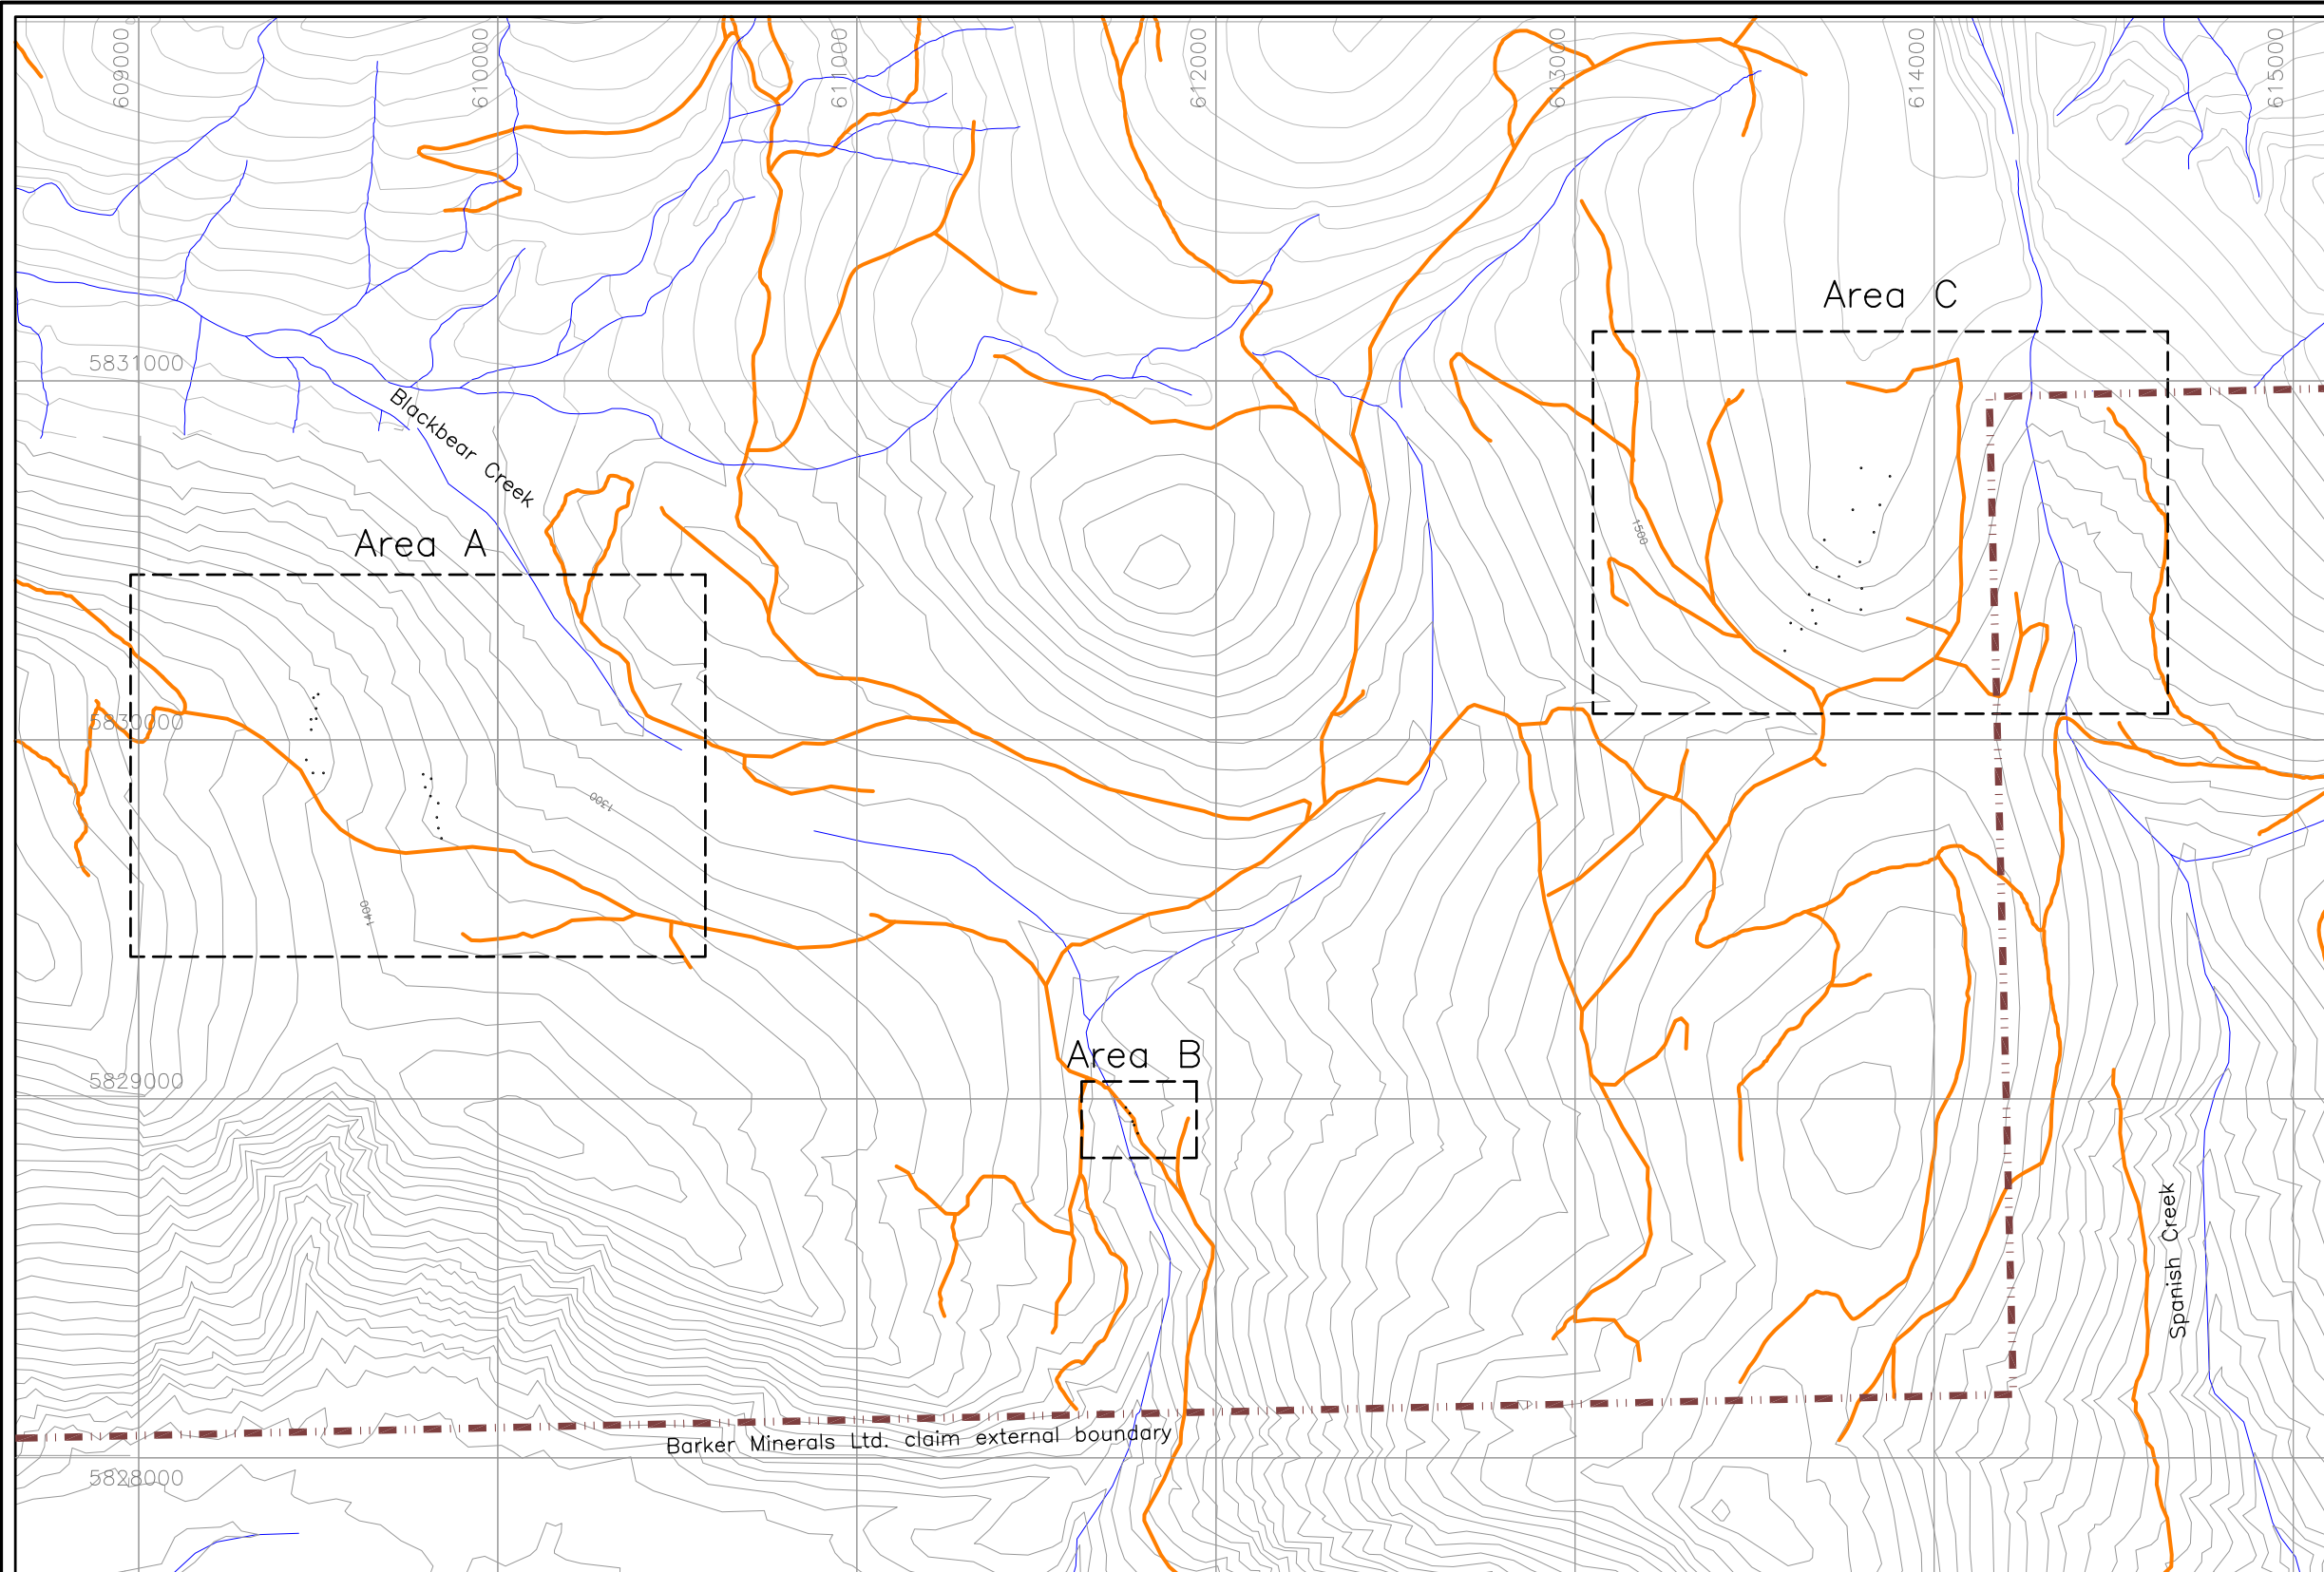 609000
610000
611000
612000
613000
614000
615000
Area C
5831000
Blackbear Creek
1500
Area A
5830000
1300
1400
Area B
5829000
Spanish Creek
Barker Minerals Ltd. claim external boundary
5828000